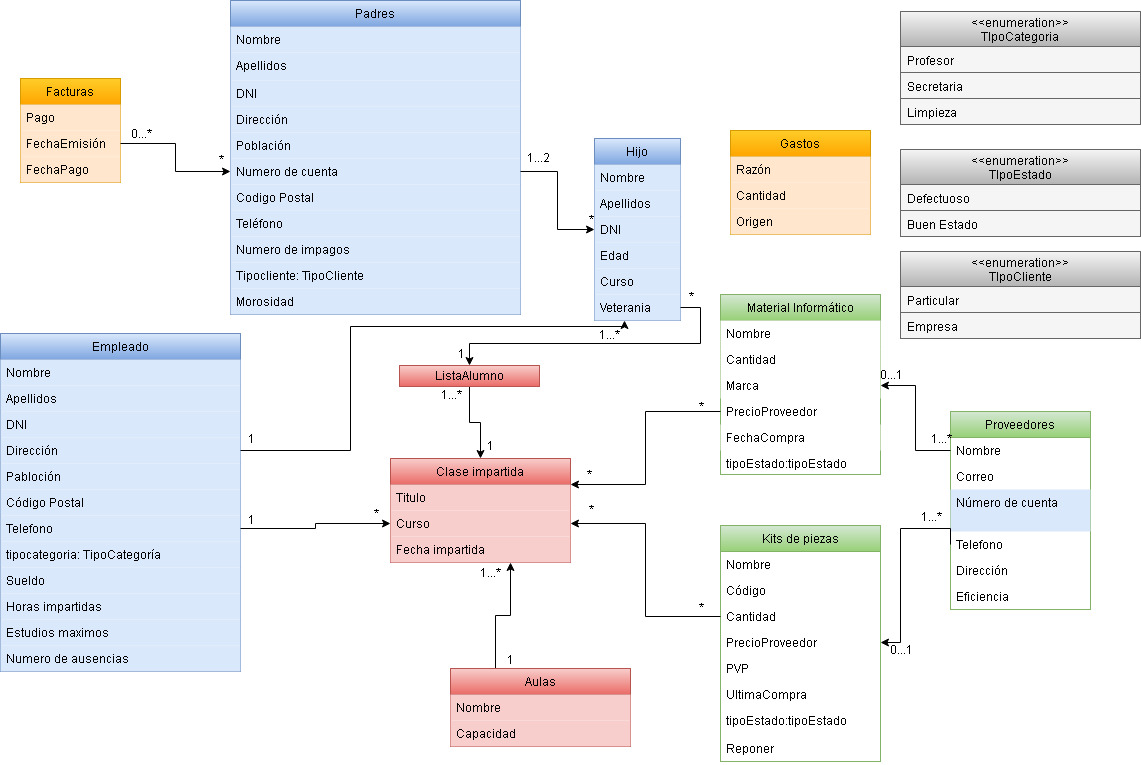 Padres
Nombre
Apellidos
DNI
Dirección
Población
Numero de cuenta
Codigo Postal
Teléfono
Numero de impagos
Tipocliente: TipoCliente
Morosidad
Facturas
Pago
FechaEmisión
FechaPago
0...*
*
1...2
*
Hijo
Nombre
Apellidos
DNI
Edad
Curso
Veterania
*
1...*
Gastos
Razón
Cantidad
Origen
<<enumeration>>
TIpoCategoria
Profesor
Secretaria
Limpieza
<<enumeration>>
TIpoEstado
Defectuoso
Buen Estado
<<enumeration>>
TIpoCliente
Particular
Empresa
Empleado
Nombre
Apellidos
DNI
Dirección
Pabloción
Código Postal
Telefono
tipocategoria: TipoCategoría
Sueldo
Horas impartidas
Estudios maximos
Numero de ausencias
1
1
*
1
ListaAlumno
1...*
1
Clase impartida
Titulo
Curso
Fecha impartida
1...*
1
Aulas
Nombre
Capacidad
*
*
*
*
Material Informático
Nombre
Cantidad
Marca
PrecioProveedor
FechaCompra
tipoEstado:tipoEstado
0...1
1...*
Kits de piezas
Nombre
Código
Cantidad
PrecioProveedor
PVP
UltimaCompra
tipoEstado:tipoEstado
Reponer
1...*
0...1
Proveedores
Nombre
Correo
Número de cuenta
Telefono
Dirección
Eficiencia